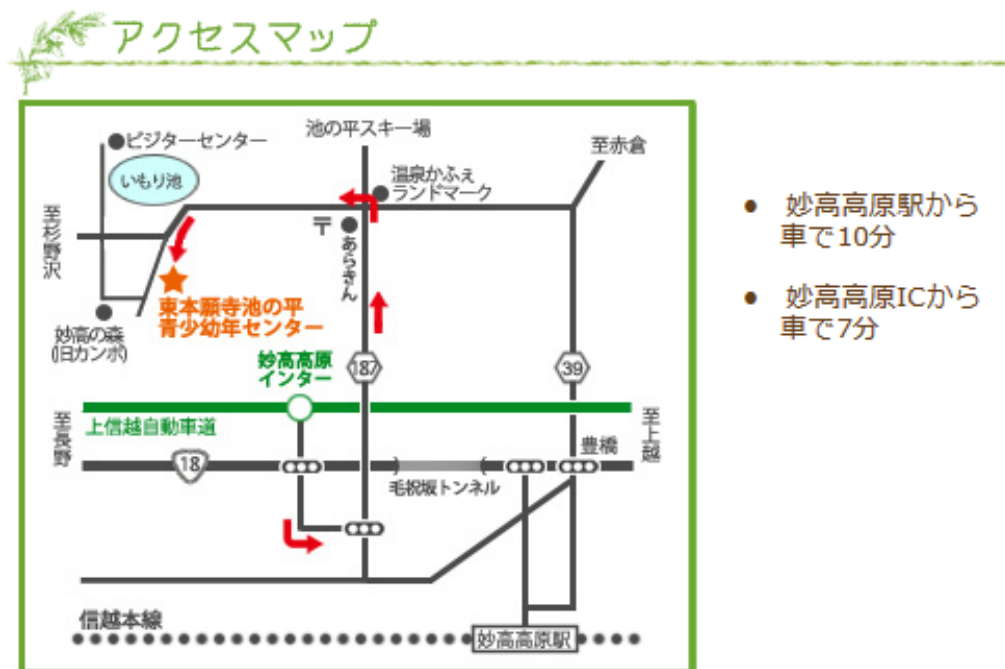 アクセスマップ
ビジターセンター
池の平スキー場
至赤倉
いもり池
温泉かふぇ
ランドマーク
至杉野沢
〒
あらきん
東本願寺池の平
青少幼年センター
妙高の森
(旧カンポ)
妙高高原
インター
187
39
上信越自動車道
至長野
至上越
18
豊橋
毛祝坂トンネル
信越本線
妙高高原駅
● 妙高高原駅から
車で10分
● 妙高高原ICから
車で7分